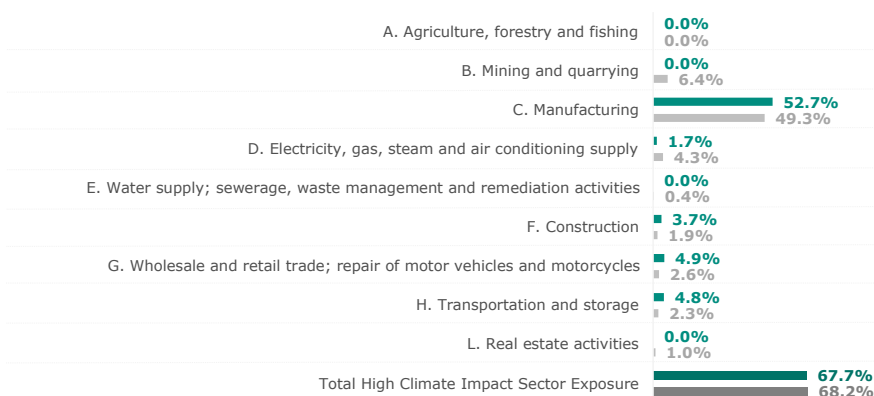 A. Agriculture, forestry and fishing
0.0%
0.0%
B. Mining and quarrying
0.0%
6.4%
C. Manufacturing
52.7%
49.3%
D. Electricity, gas, steam and air conditioning supply
1.7%
4.3%
E. Water supply; sewerage, waste management and remediation activities
0.0%
0.4%
F. Construction
3.7%
1.9%
G. Wholesale and retail trade; repair of motor vehicles and motorcycles
4.9%
2.6%
H. Transportation and storage
4.8%
2.3%
L. Real estate activities
0.0%
1.0%
Total High Climate Impact Sector Exposure
67.7%
68.2%